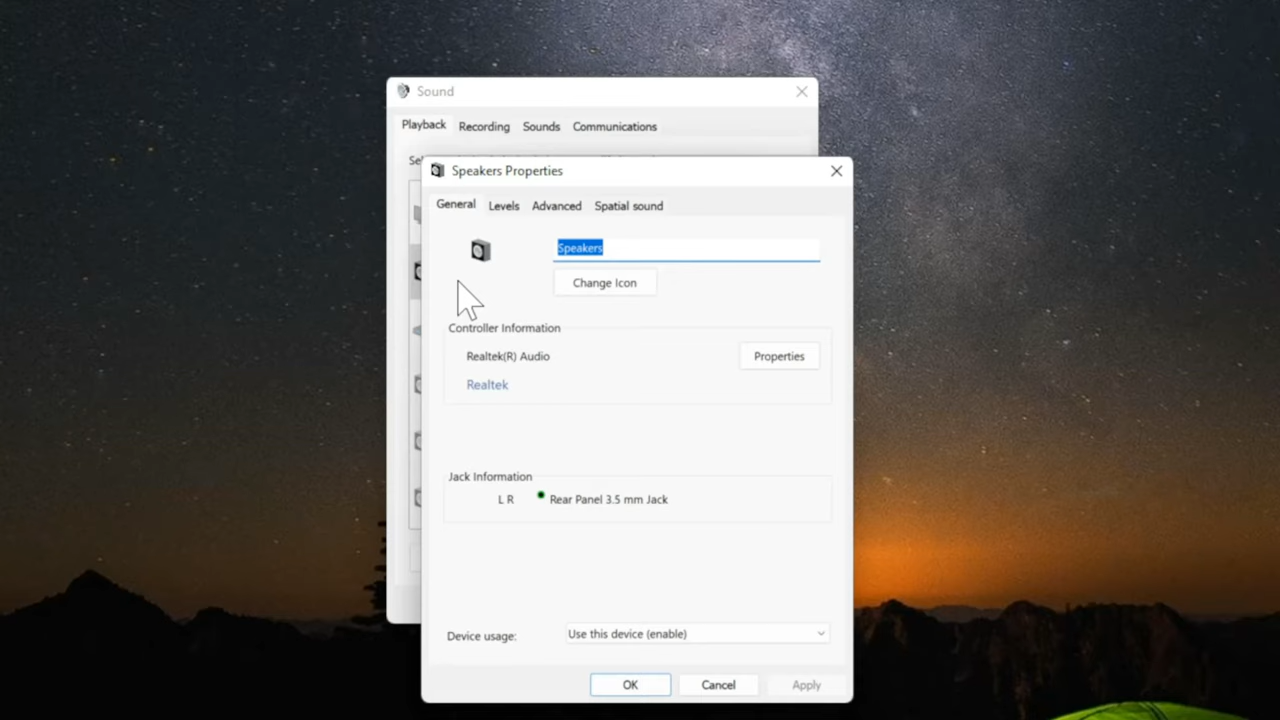 Sound
Playback Recording Sounds Communications
Speakers Properties
General Levels Advanced Spatial sound
Speakers
Change Icon
Controller Information
Realtek(R) Audio Properties
Realtek
Jack Information
L R Rear Panel 3.5 mm Jack
Device usage: Use this device (enable)
OK Cancel Apply